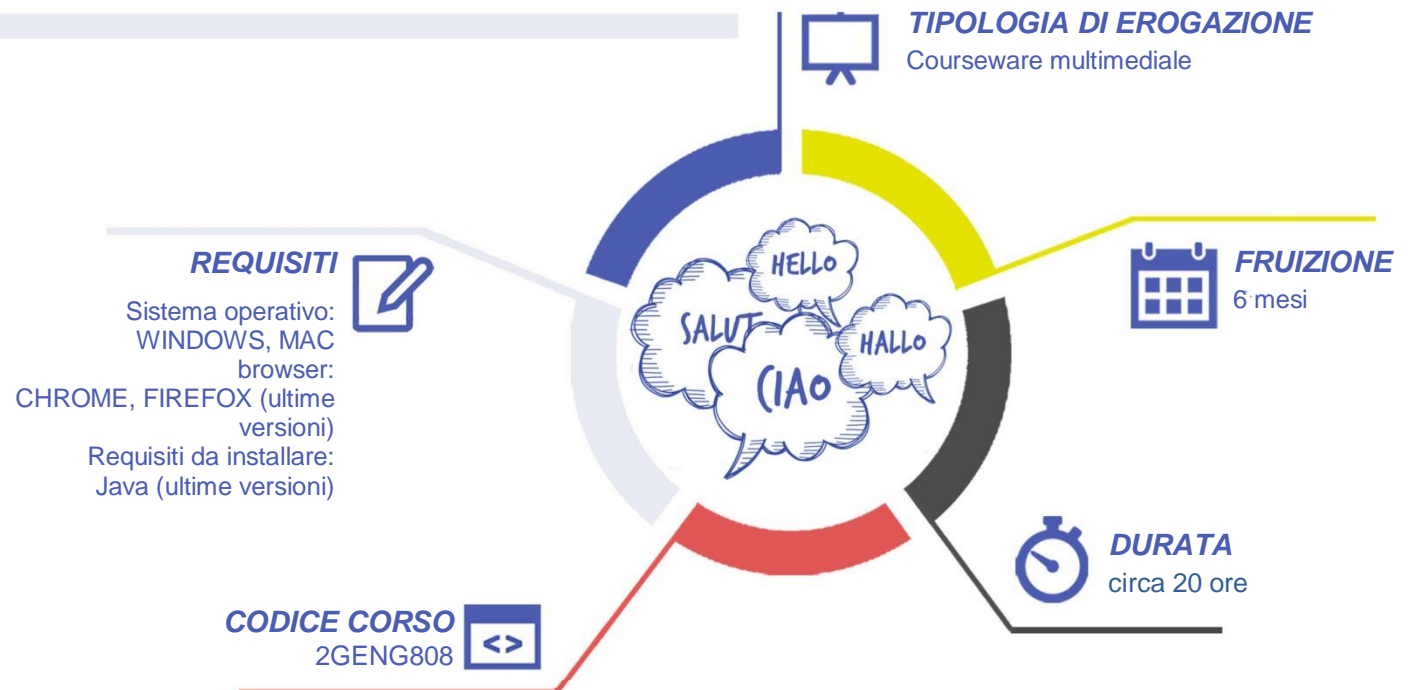 TIPOLOGIA DI EROGAZIONE
Courseware multimediale
REQUISITI
Sistema operativo:
WINDOWS, MAC
browser:
CHROME, FIREFOX (ultime
versioni)
Requisiti da installare:
Java (ultime versioni)
HELLO
SALUT
HALLO
CIAO
FRUIZIONE
6 mesi
DURATA
circa 20 ore
CODICE CORSO
2GENG808
<>